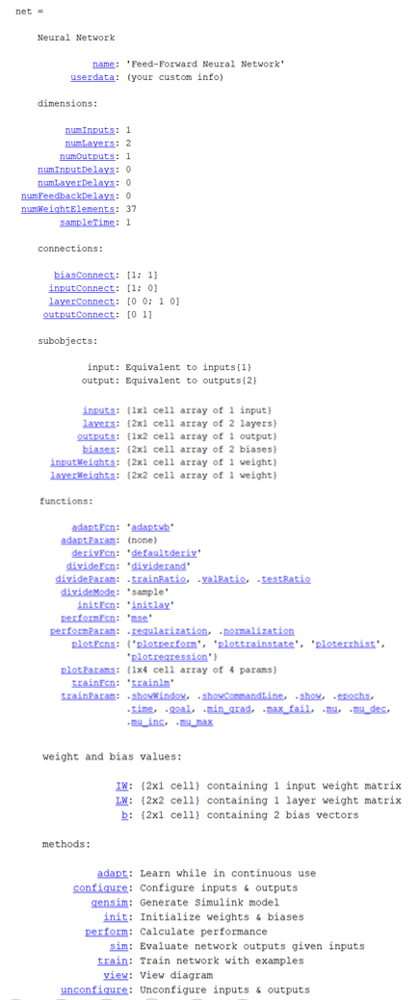 net =
Neural Network
name: 'Feed-Forward Neural Network'
userdata: (your custom info)
dimensions:
numInputs: 1
numLayers: 2
numOutputs: 1
numInputDelays: 0
numLayerDelays: 0
numFeedbackDelays: 0
numWeightElements: 37
sampleTime: 1
connections:
biasConnect: [1; 1]
inputConnect: [1; 0]
layerConnect: [0 0; 1 0]
outputConnect: [0 1]
subobjects:
input: Equivalent to inputs{1}
output: Equivalent to outputs{2}
inputs: {1x1 cell array of 1 input}
layers: {2x1 cell array of 2 layers}
outputs: {1x2 cell array of 1 output}
biases: {2x1 cell array of 2 biases}
inputWeights: {2x1 cell array of 1 weight}
layerWeights: {2x2 cell array of 1 weight}
functions:
adaptFcn: 'adaptwb'
adaptParam: (none)
derivFcn: 'defaultderiv'
divideFcn: 'dividerand'
divideParam: .trainRatio, .valRatio, .testRatio
divideMode: 'sample'
initFcn: 'initlay'
performFcn: 'mse'
performParam: .regularization, .normalization
plotFcns: {'plotperform', 'plottrainstate', 'ploterrhist',
'plotregression'}
plotParams: {1x4 cell array of 4 params}
trainFcn: 'trainlm'
trainParam: .showWindow, .showCommandLine, .show, .epochs,
.time, .goal, .min_grad, .max_fail, .mu, .mu_dec,
.mu_inc, .mu_max
weight and bias values:
IW: {2x1 cell} containing 1 input weight matrix
LW: {2x2 cell} containing 1 layer weight matrix
b: {2x1 cell} containing 2 bias vectors
methods:
adapt: Learn while in continuous use
configure: Configure inputs & outputs
gensim: Generate Simulink model
init: Initialize weights & biases
perform: Calculate performance
sim: Evaluate network outputs given inputs
train: Train network with examples
view: View diagram
unconfigure: Unconfigure inputs & outputs